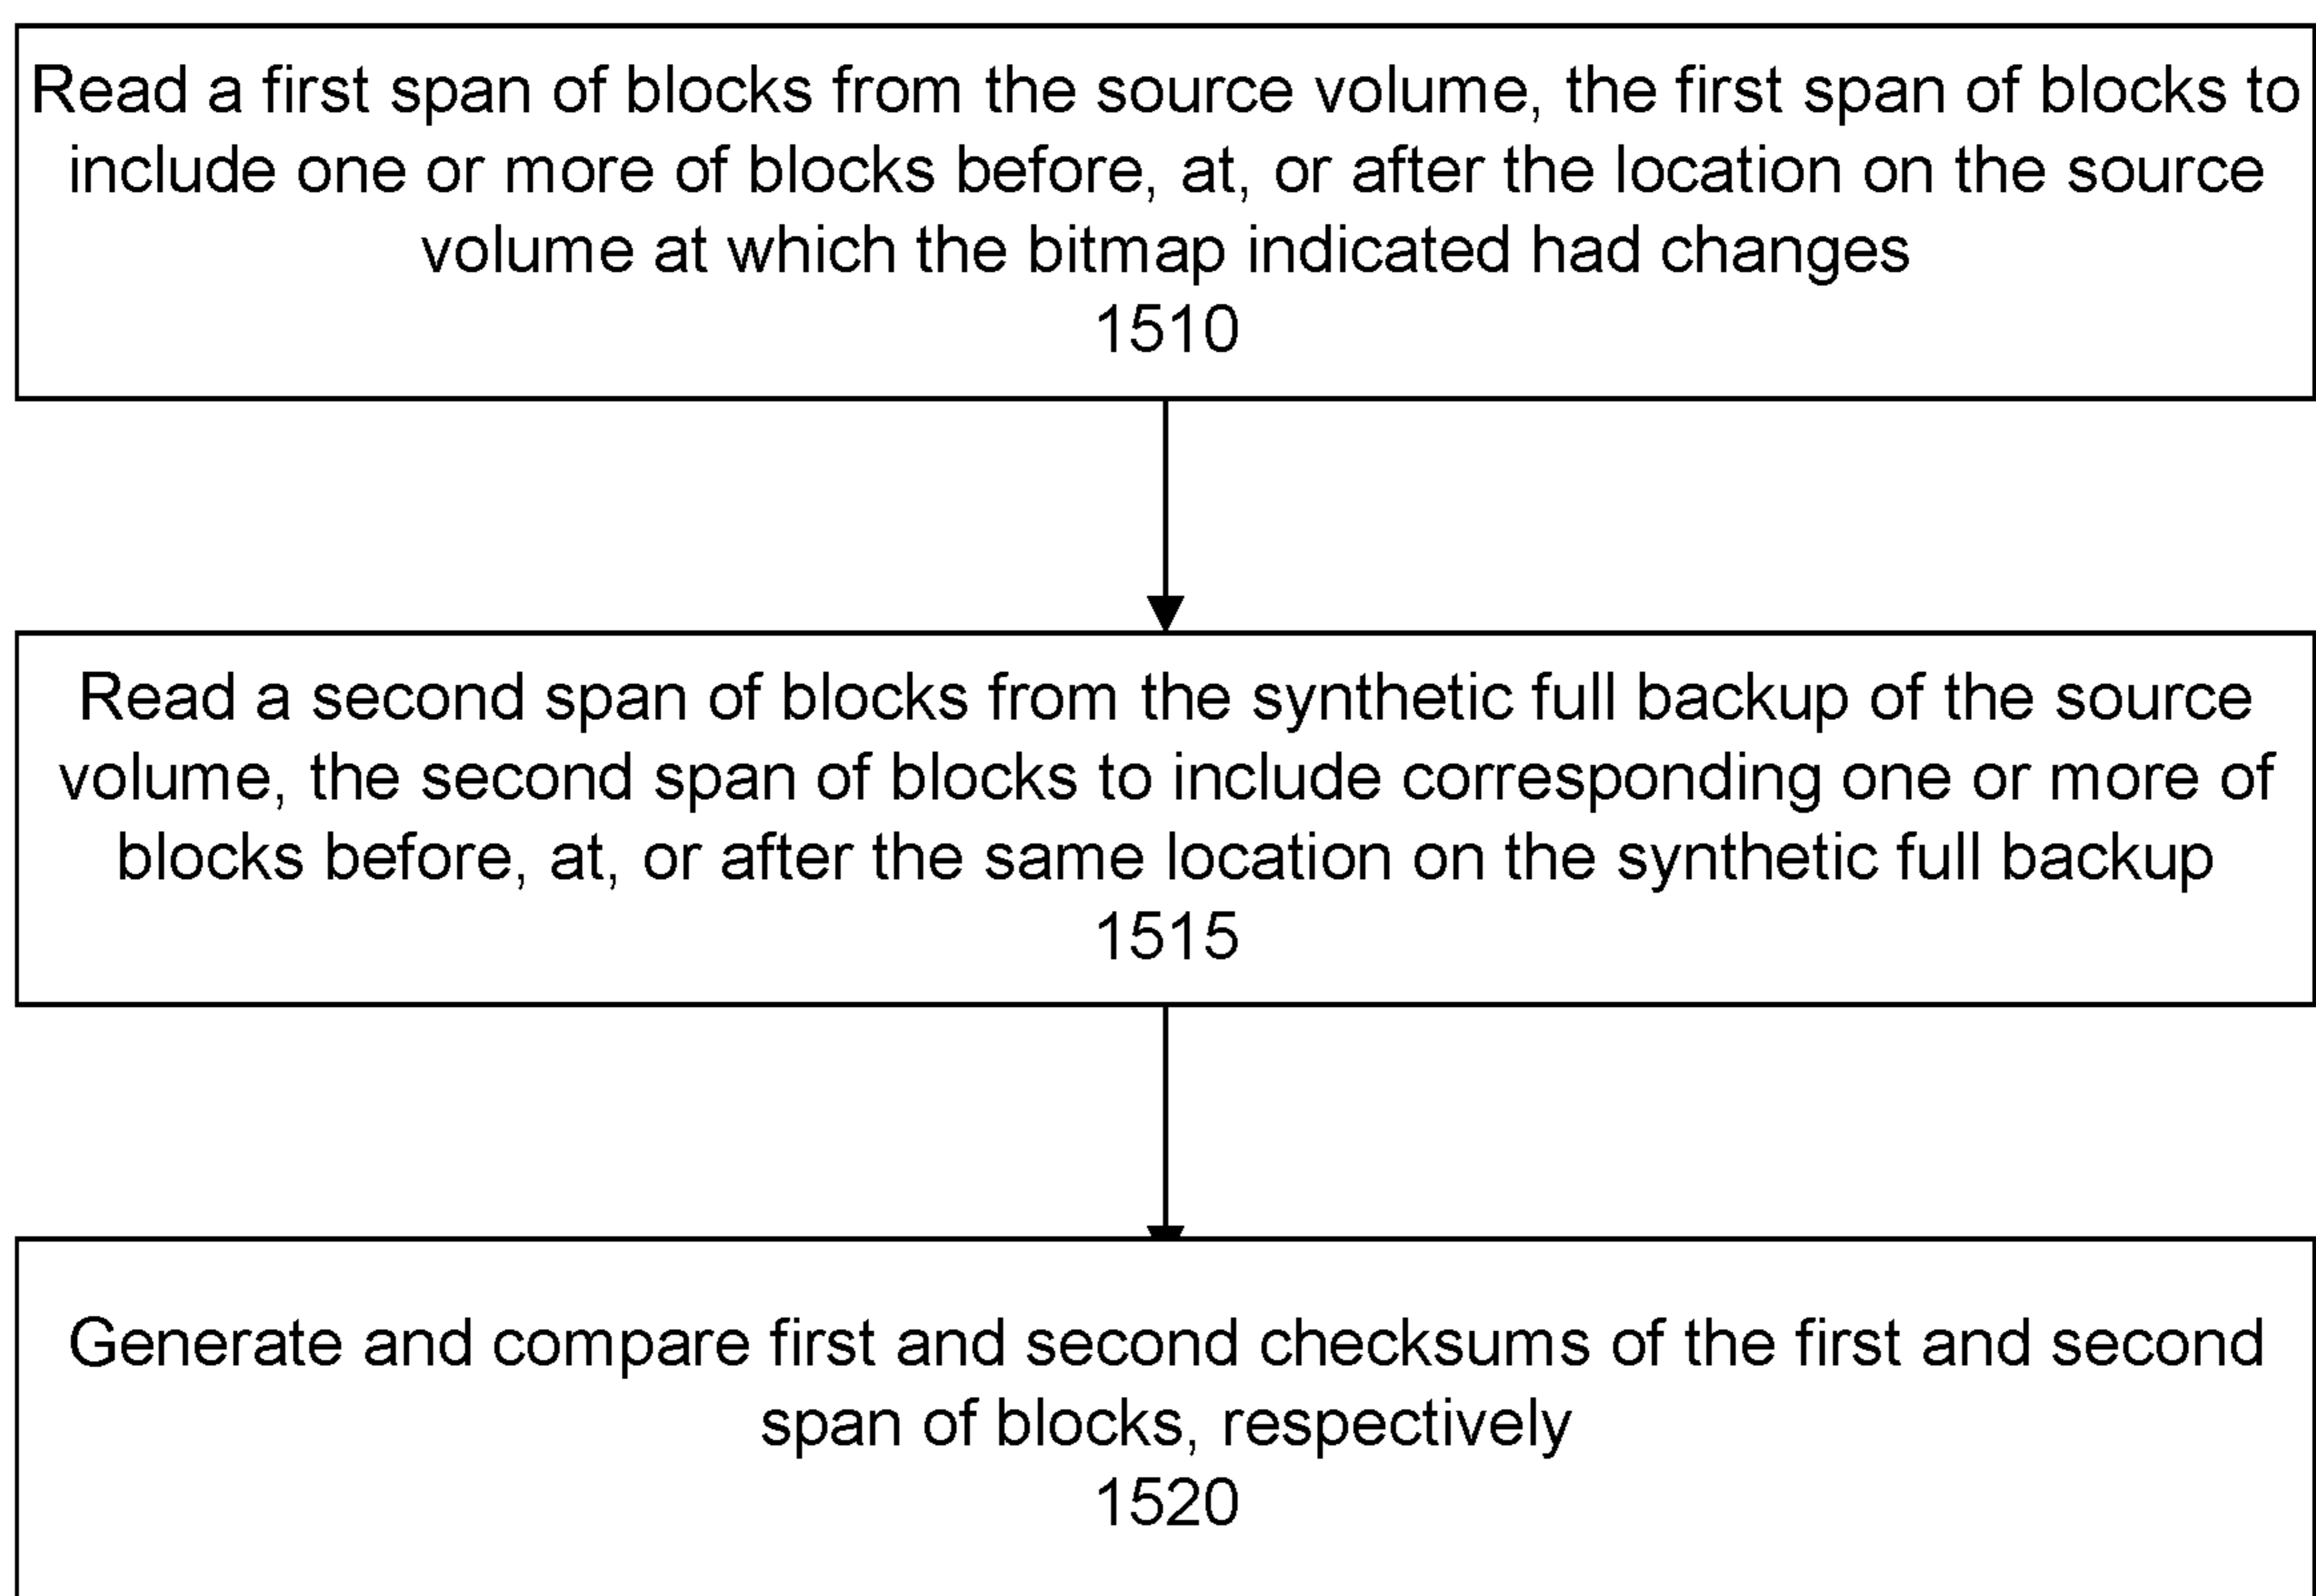 Read a first span of blocks from the source volume, the first span of blocks to
include one or more of blocks before, at, or after the location on the source
volume at which the bitmap indicated had changes
1510
Read a second span of blocks from the synthetic full backup of the source
volume, the second span of blocks to include corresponding one or more of
blocks before, at, or after the same location on the synthetic full backup
1515
Generate and compare first and second checksums of the first and second
span of blocks, respectively
1520